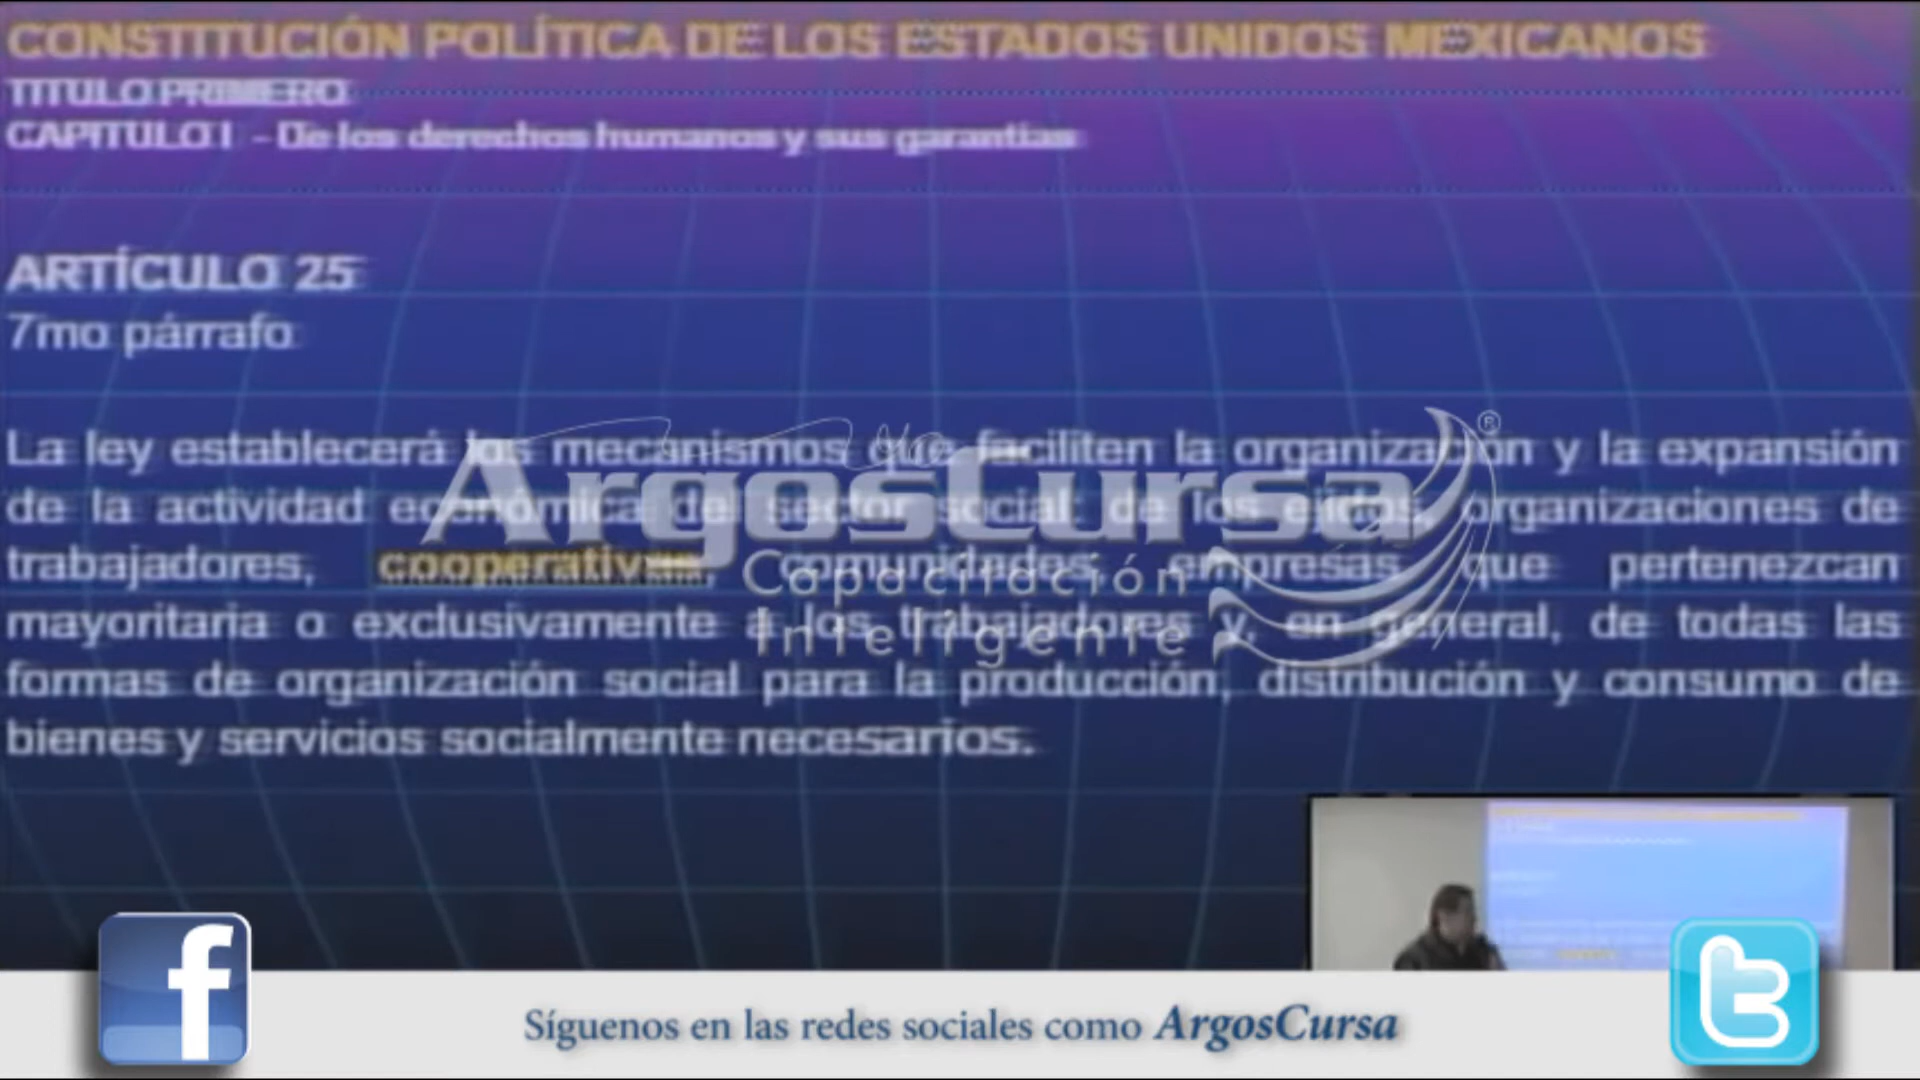 CONSTITUCIÓN POLÍTICA DE LOS ESTADOS UNIDOS MEXICANOS
TITULO PRIMERO
CAPITULO I - De los derechos humanos y sus garantias
ARTÍCULO 25
7mo párrafo
La ley establecerá los mecanismos que faciliten la organización y la expansión
de la actividad económica del sector social: de los ejidos, organizaciones de
trabajadores, cooperativas, comunidades, empresas que pertenezcan
mayoritaria o exclusivamente a los trabajadores y, en general, de todas las
formas de organización social para la producción, distribución y consumo de
bienes y servicios socialmente necesarios.
ArgosCursa ®
Capacitación
Inteligente
f
Síguenos en las redes sociales como ArgosCursa
t